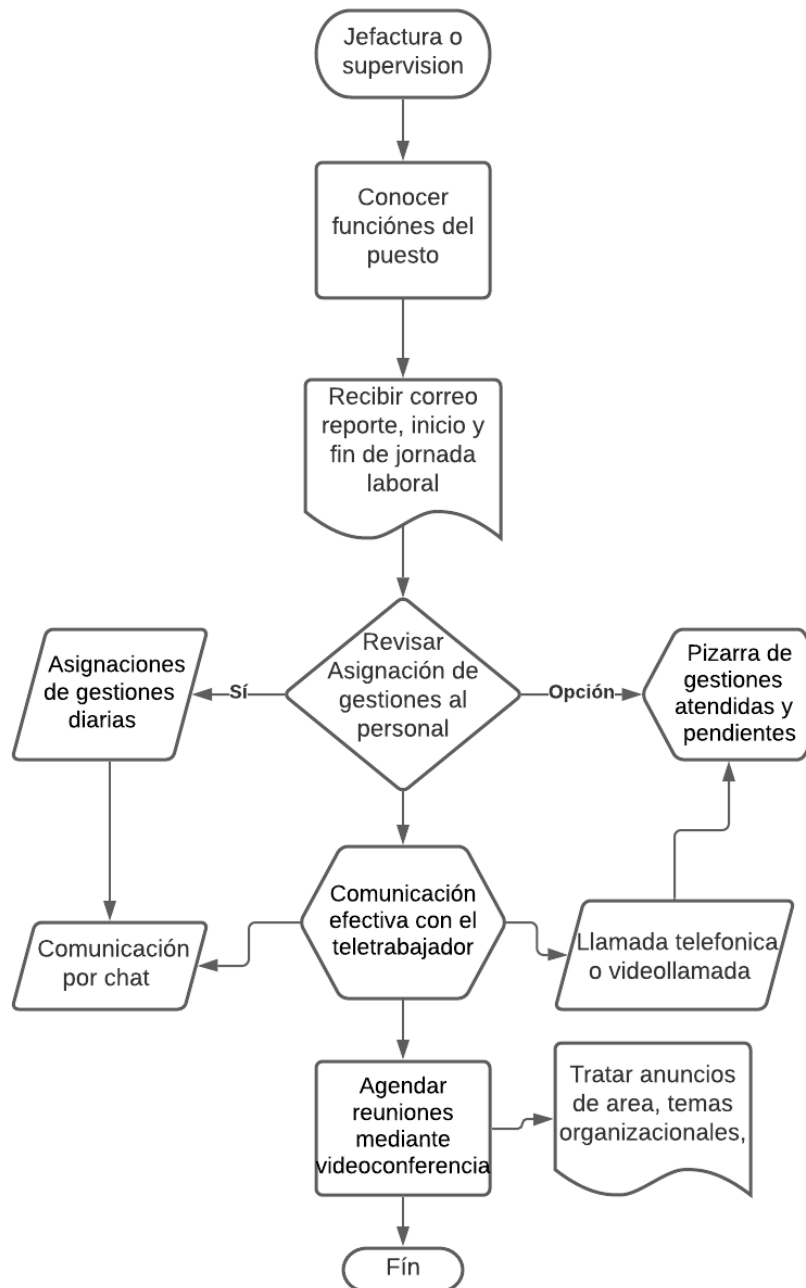 Jefactura o
supervision
Conocer
funciónes del
puesto
Recibir correo
reporte, inicio y
fin de jornada
laboral
Revisar
Asignación de
gestiones al
personal
Sí
Opción
Asignaciones
de gestiones
diarias
Pizarra de
gestiones
atendidas y
pendientes
Comunicación
efectiva con el
teletrabajador
Comunicación
por chat
Llamada telefonica
o videollamada
Agendar
reuniones
mediante
videoconferencia
Tratar anuncios
de area, temas
organizacionales,
Fín